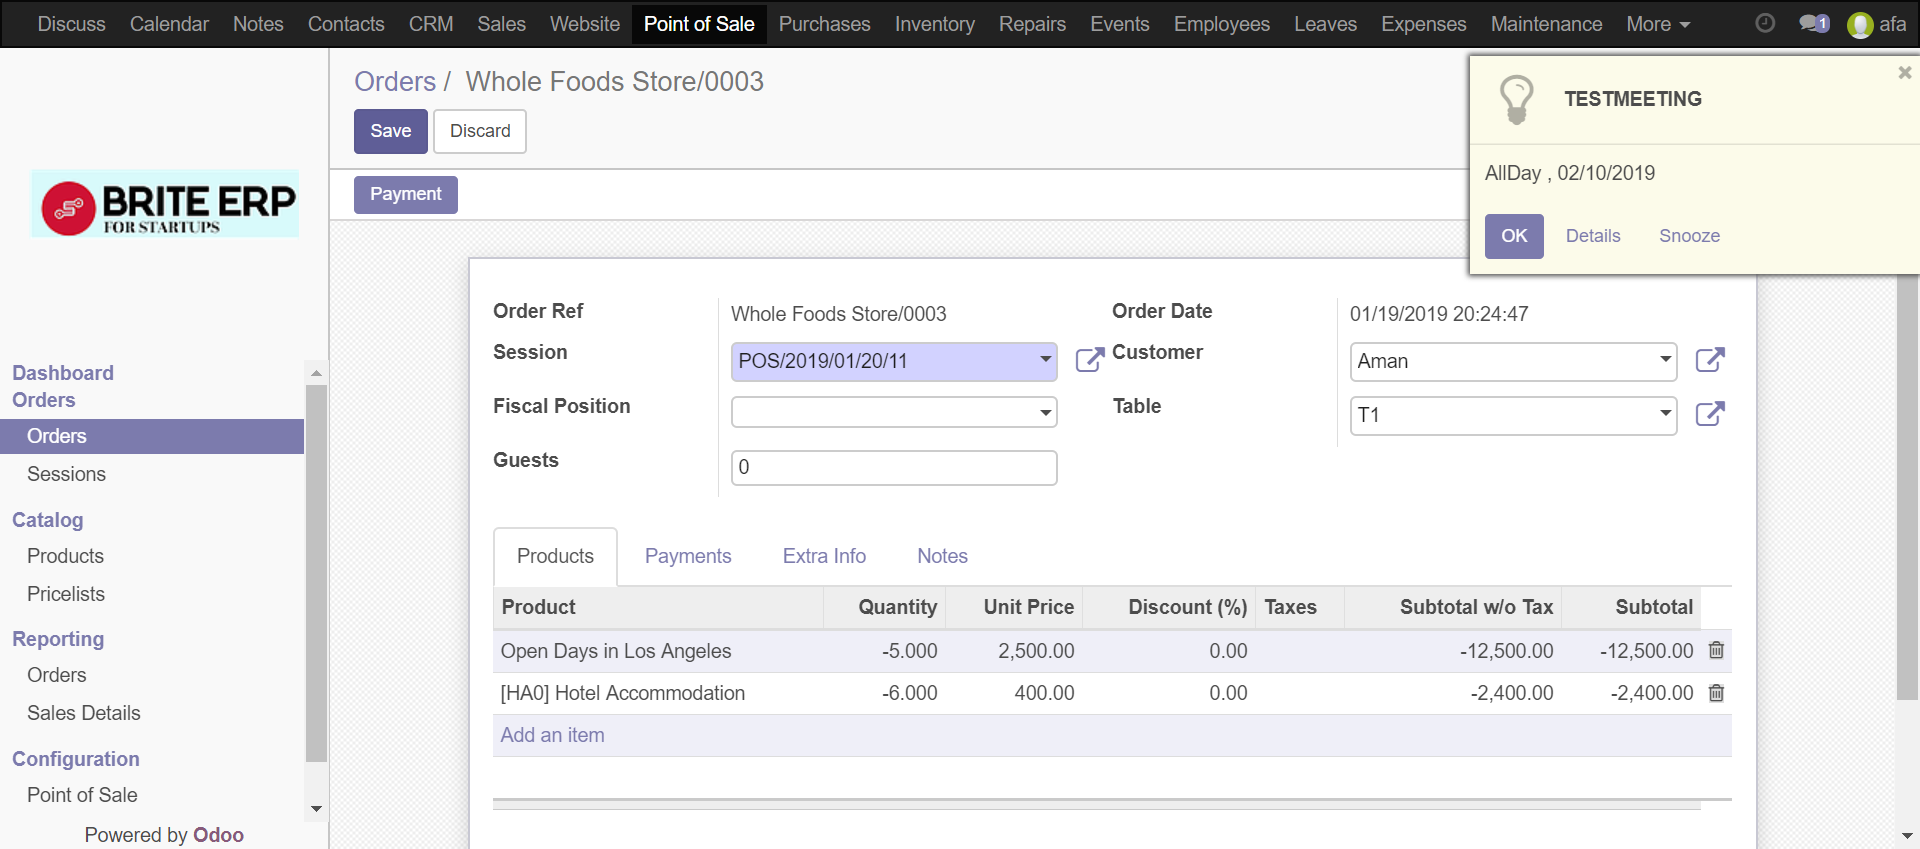 Discuss Calendar Notes Contacts CRM Sales Website Point of Sale Purchases Inventory Repairs Events Employees Leaves Expenses Maintenance More 1 afa
Orders / Whole Foods Store/0003
Save Discard
Payment
TESTMEETING
AllDay , 02/10/2019
OK Details Snooze
BRITE ERP
FOR STARTUPS
Dashboard
Orders
Orders
Sessions
Catalog
Products
Pricelists
Reporting
Orders
Sales Details
Configuration
Point of Sale
Powered by Odoo
Order Ref Whole Foods Store/0003 Order Date 01/19/2019 20:24:47
Session POS/2019/01/20/11 Customer Aman
Fiscal Position Table T1
Guests 0
Products Payments Extra Info Notes
Product Quantity Unit Price Discount (%) Taxes Subtotal w/o Tax Subtotal
Open Days in Los Angeles -5.000 2,500.00 0.00 -12,500.00 -12,500.00
[HA0] Hotel Accommodation -6.000 400.00 0.00 -2,400.00 -2,400.00
Add an item